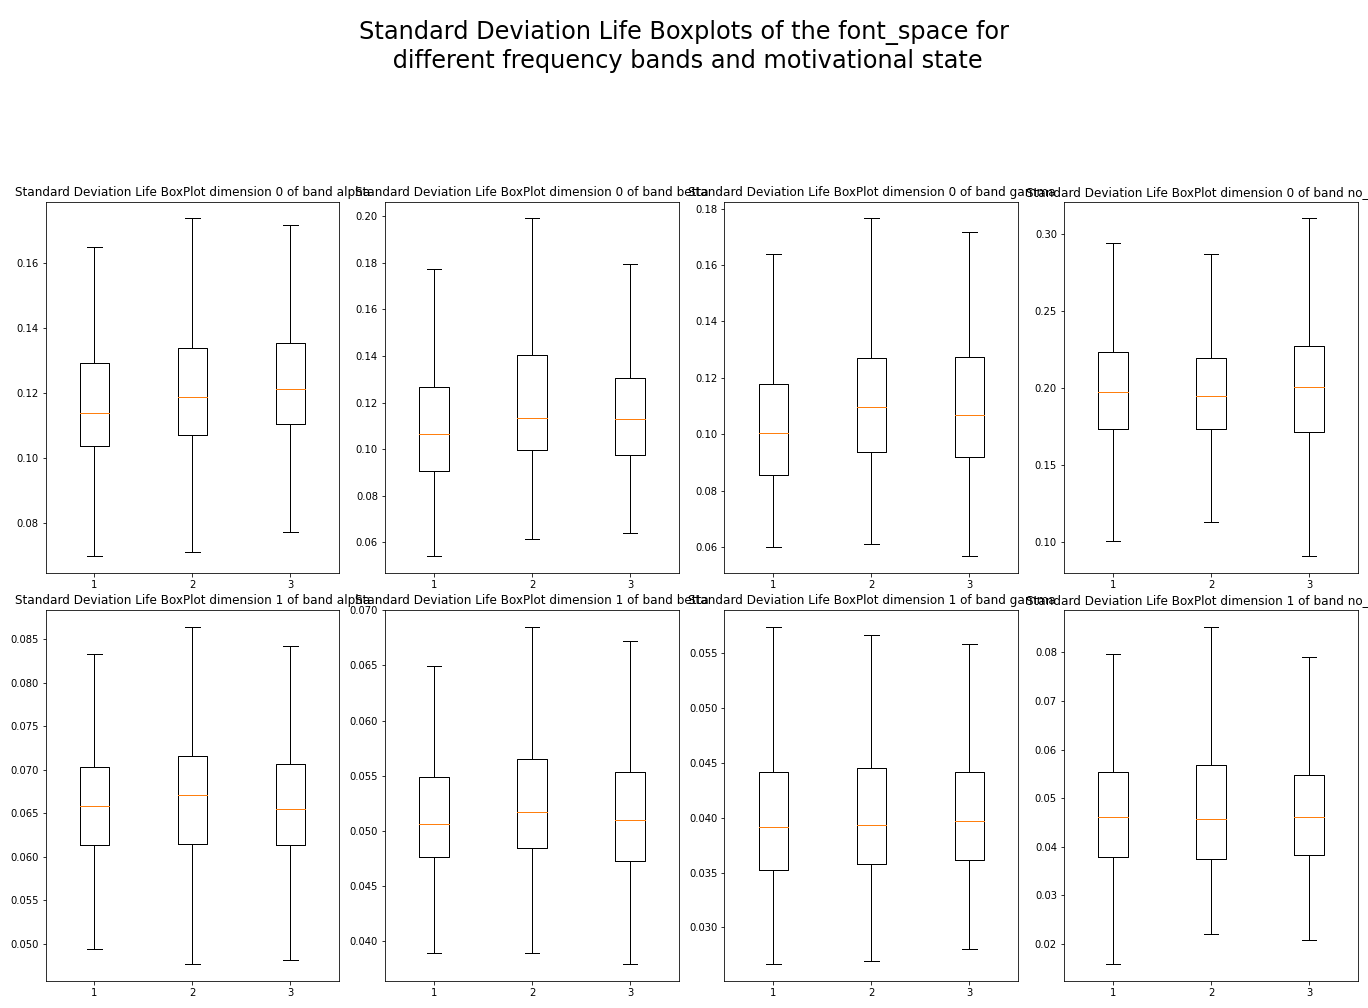 Standard Deviation Life Boxplots of the font_space for
different frequency bands and motivational state
Standard Deviation Life BoxPlot dimension 0 of band alpha
Standard Deviation Life BoxPlot dimension 0 of band betta
Standard Deviation Life BoxPlot dimension 0 of band gamma
Standard Deviation Life BoxPlot dimension 0 of band no_
0.16
0.14
0.12
0.10
0.08
1 2 3
0.20
0.18
0.16
0.14
0.12
0.10
0.08
0.06
1 2 3
0.18
0.16
0.14
0.12
0.10
0.08
0.06
1 2 3
0.30
0.25
0.20
0.15
0.10
1 2 3
Standard Deviation Life BoxPlot dimension 1 of band alpha
Standard Deviation Life BoxPlot dimension 1 of band betta
Standard Deviation Life BoxPlot dimension 1 of band gamma
Standard Deviation Life BoxPlot dimension 1 of band no_
0.085
0.080
0.075
0.070
0.065
0.060
0.055
0.050
1 2 3
0.070
0.065
0.060
0.055
0.050
0.045
0.040
1 2 3
0.055
0.050
0.045
0.040
0.035
0.030
1 2 3
0.08
0.07
0.06
0.05
0.04
0.03
0.02
1 2 3